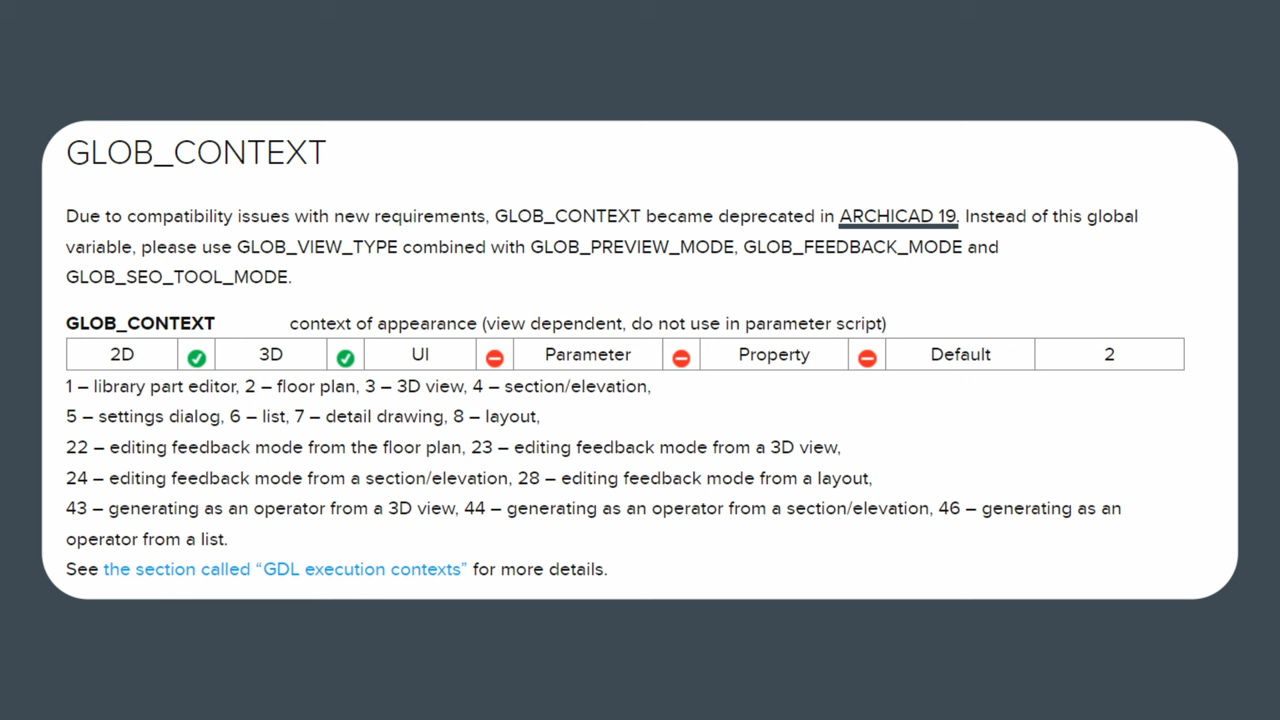 GLOB_CONTEXT
Due to compatibility issues with new requirements, GLOB_CONTEXT became deprecated in ARCHICAD 19. Instead of this global
variable, please use GLOB_VIEW_TYPE combined with GLOB_PREVIEW_MODE, GLOB_FEEDBACK_MODE and
GLOB_SEO_TOOL_MODE.
GLOB_CONTEXT context of appearance (view dependent, do not use in parameter script)
2D 3D UI Parameter Property Default 2
1 – library part editor, 2 – floor plan, 3 – 3D view, 4 – section/elevation,
5 – settings dialog, 6 – list, 7 – detail drawing, 8 – layout,
22 – editing feedback mode from the floor plan, 23 – editing feedback mode from a 3D view,
24 – editing feedback mode from a section/elevation, 28 – editing feedback mode from a layout,
43 – generating as an operator from a 3D view, 44 – generating as an operator from a section/elevation, 46 – generating as an
operator from a list.
See the section called “GDL execution contexts” for more details.